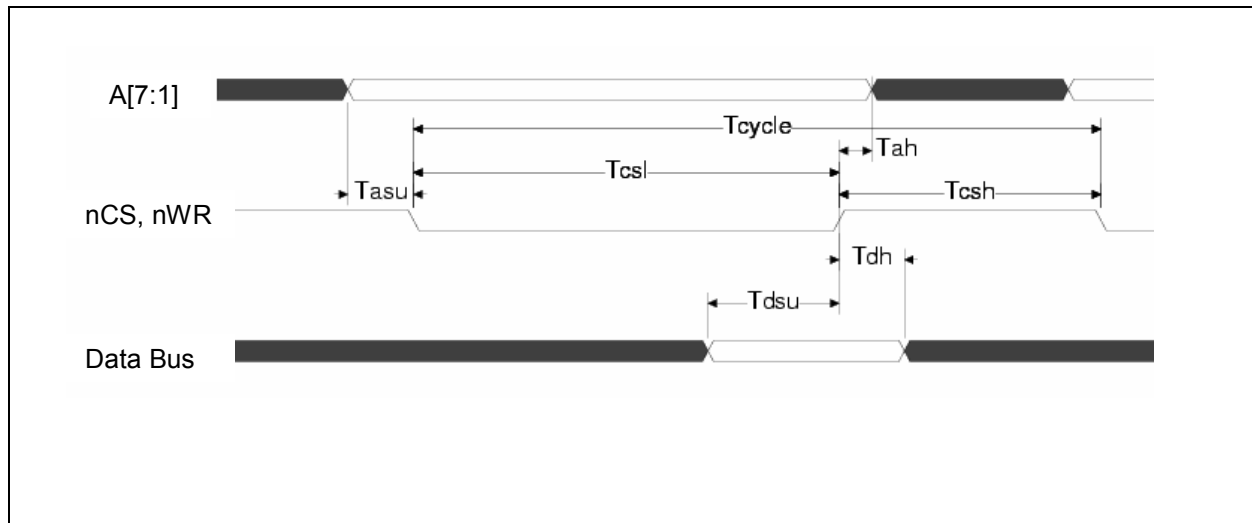 A[7:1]
Tcycle
Tah
Tcsl
Tasu
Tcsh
nCS, nWR
Tdh
Tdsu
Data Bus